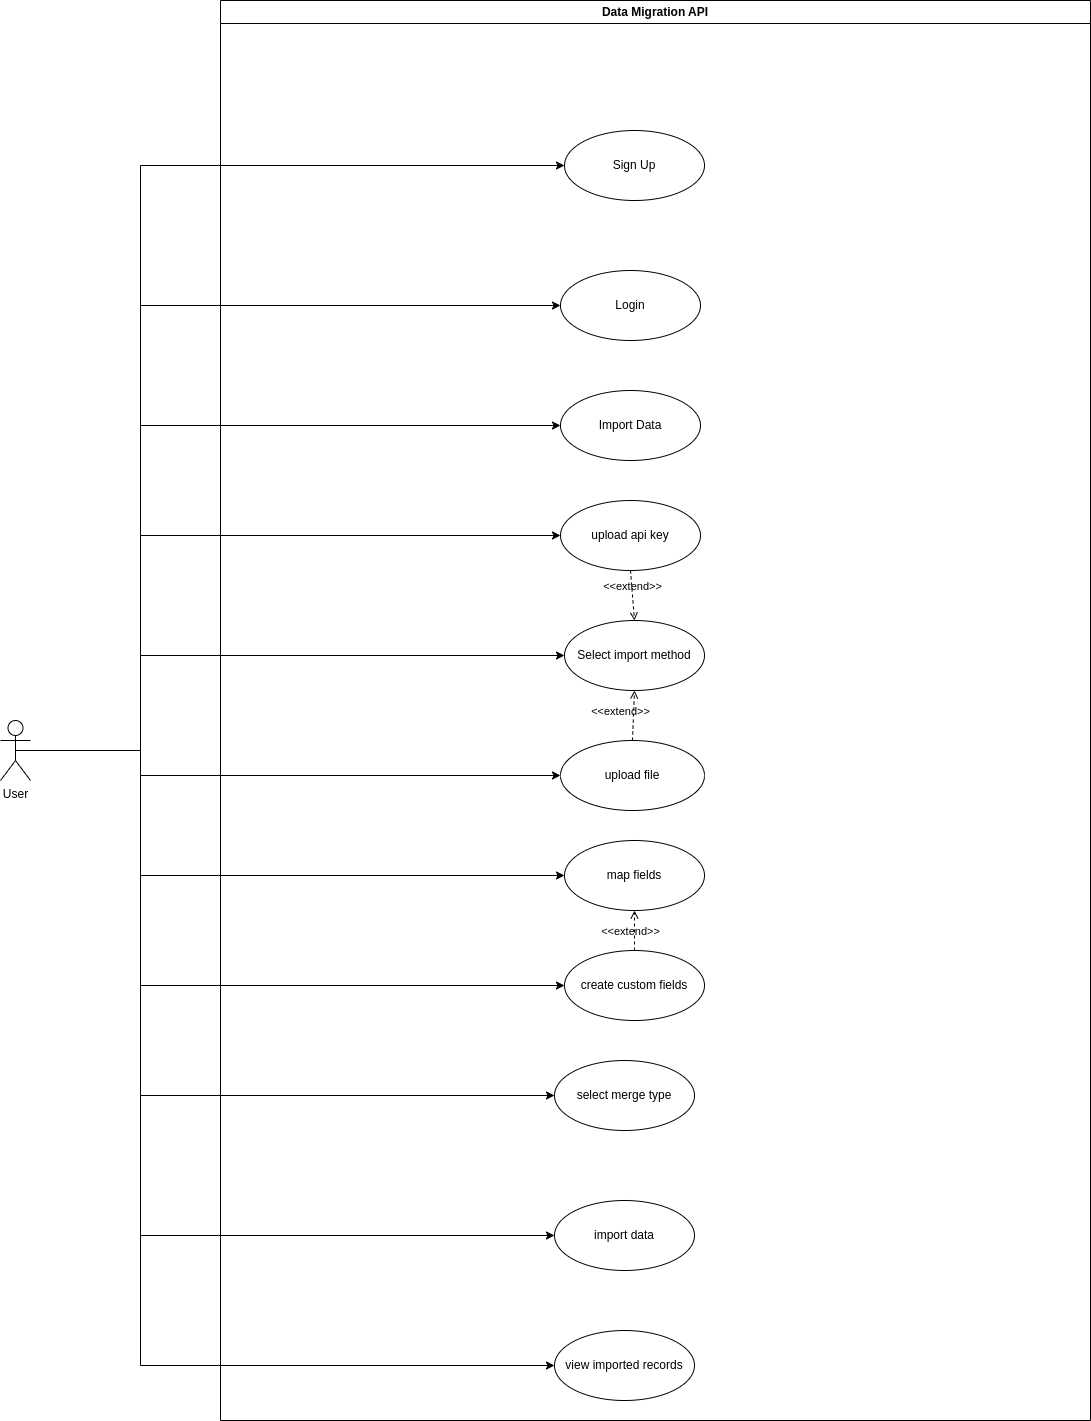 Data Migration API
Sign Up
Login
Import Data
upload api key
<<extend>>
Select import method
<<extend>>
upload file
User
map fields
<<extend>>
create custom fields
select merge type
import data
view imported records